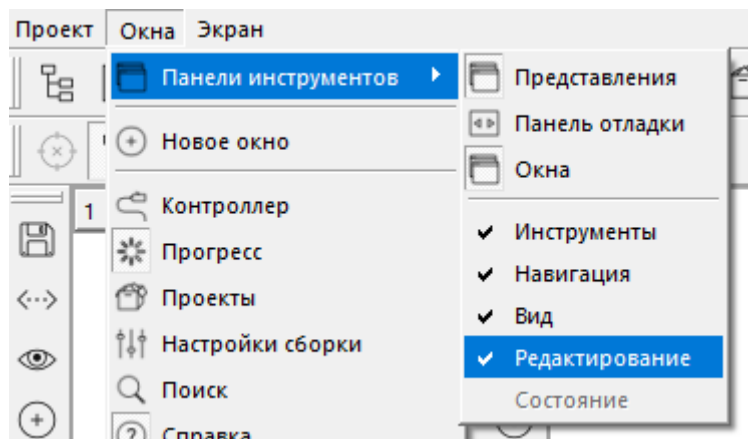 Проект Окна Экран
Панели инструментов
Представления
Панель отладки
Окна
Инструменты
Навигация
Вид
Редактирование
Состояние
Новое окно
Контроллер
Прогресс
Проекты
Настройки сборки
Поиск
Справка
1